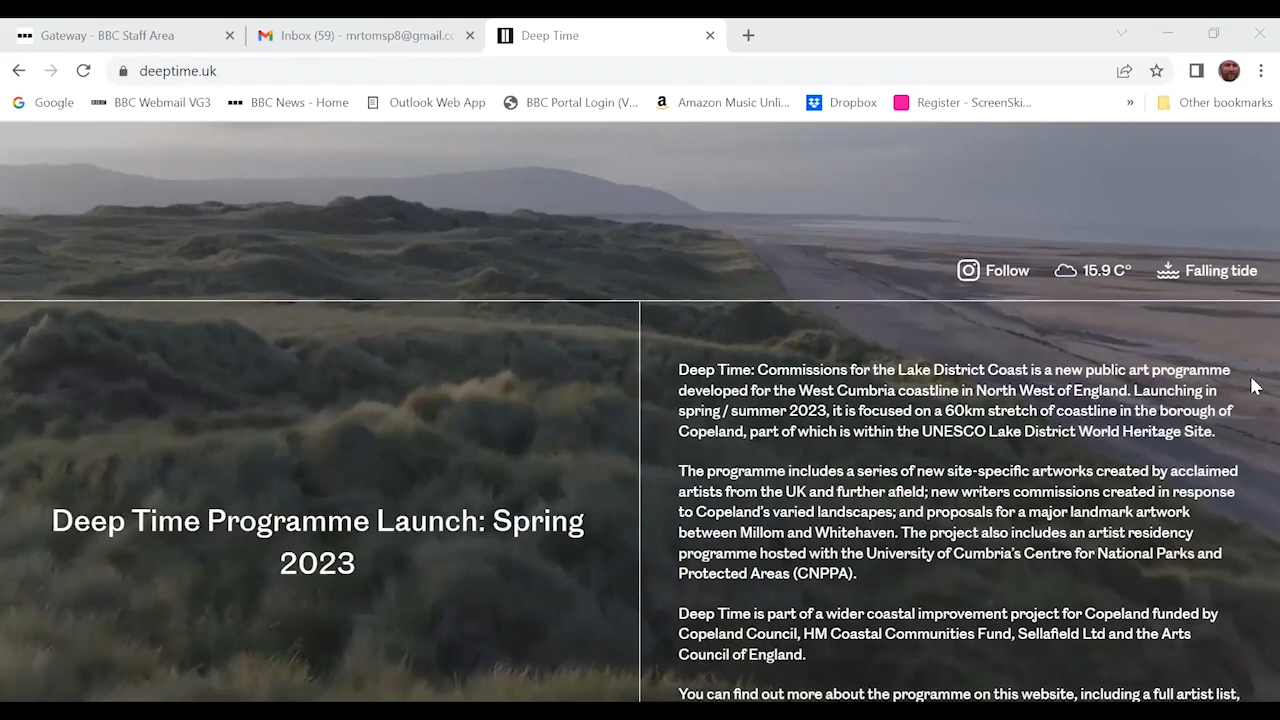 Gateway - BBC Staff Area
Inbox (59) - mrtomsp8@gmail.c
Deep Time
deeptime.uk
Google
BBC Webmail VG3
BBC News - Home
Outlook Web App
BBC Portal Login (V...
Amazon Music Unli...
Dropbox
Register - ScreenSki...
»
Other bookmarks
Follow
15.9 C°
Falling tide
Deep Time Programme Launch: Spring
2023
Deep Time: Commissions for the Lake District Coast is a new public art programme
developed for the West Cumbria coastline in North West of England. Launching in
spring / summer 2023, it is focused on a 60km stretch of coastline in the borough of
Copeland, part of which is within the UNESCO Lake District World Heritage Site.
The programme includes a series of new site-specific artworks created by acclaimed
artists from the UK and further afield; new writers commissions created in response
to Copeland's varied landscapes; and proposals for a major landmark artwork
between Millom and Whitehaven. The project also includes an artist residency
programme hosted with the University of Cumbria's Centre for National Parks and
Protected Areas (CNPPA).
Deep Time is part of a wider coastal improvement project for Copeland funded by
Copeland Council, HM Coastal Communities Fund, Sellafield Ltd and the Arts
Council of England.
You can find out more about the programme on this website, including a full artist list,